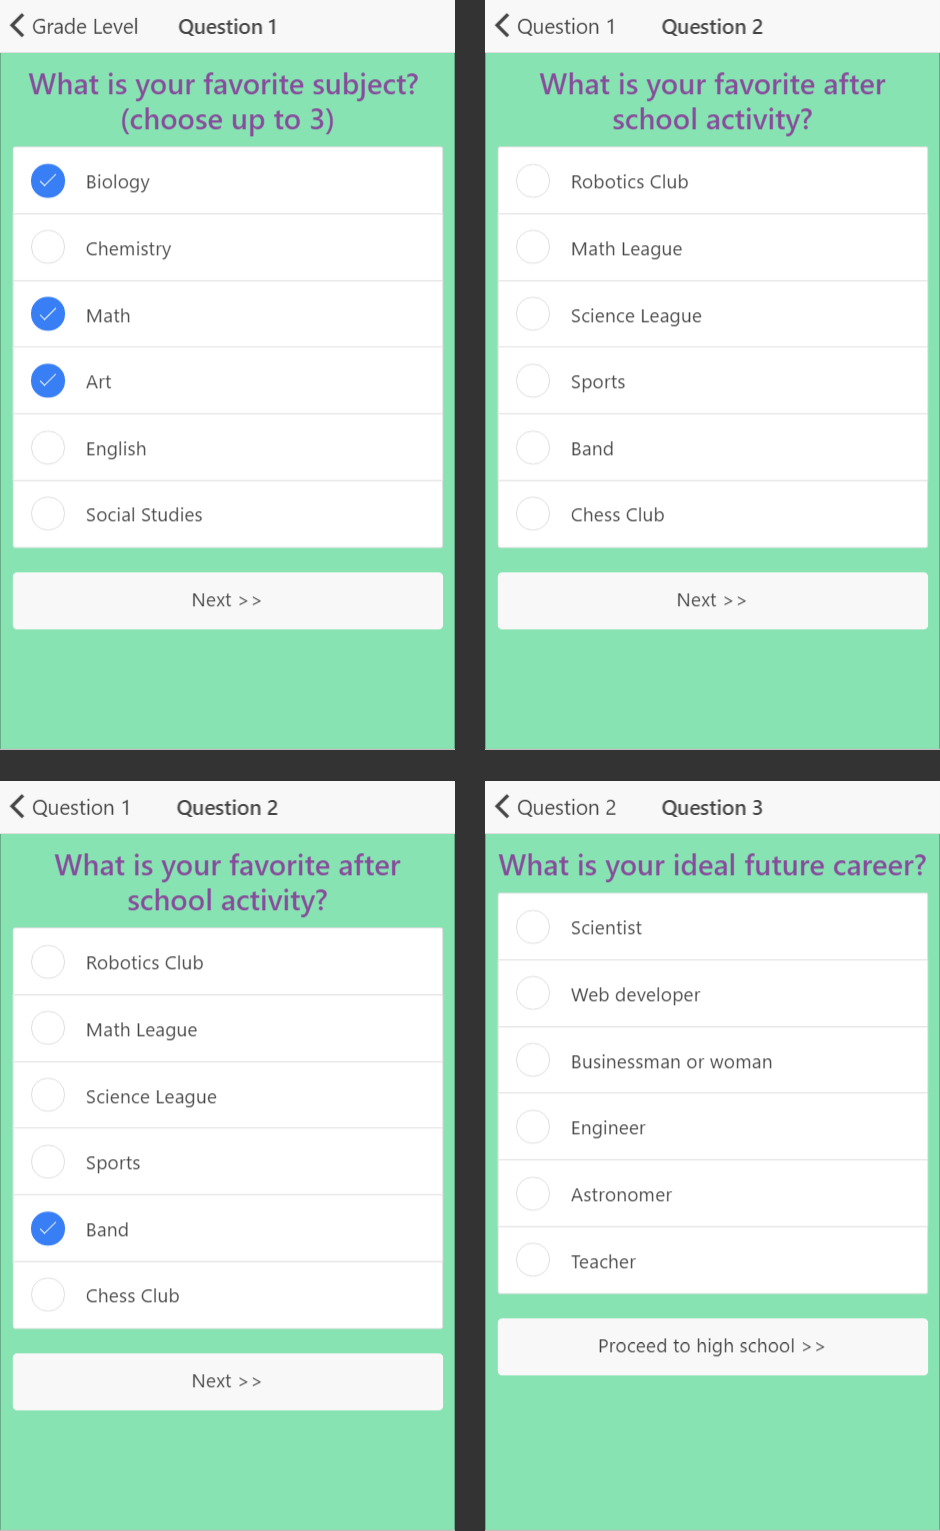 Grade Level Question 1
What is your favorite subject?
(choose up to 3)
Biology
Chemistry
Math
Art
English
Social Studies
Next >>
Question 1 Question 2
What is your favorite after
school activity?
Robotics Club
Math League
Science League
Sports
Band
Chess Club
Next >>
Question 1 Question 2
What is your favorite after
school activity?
Robotics Club
Math League
Science League
Sports
Band
Chess Club
Next >>
Question 2 Question 3
What is your ideal future career?
Scientist
Web developer
Businessman or woman
Engineer
Astronomer
Teacher
Proceed to high school >>